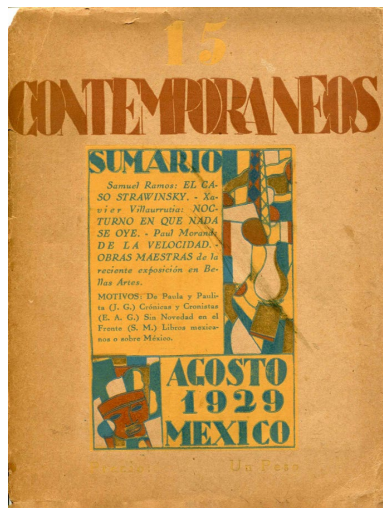 15
CONTEMPORANEOS
SUMARIO
Samuel Ramos: EL CA-
SO STRAWINSKY. - Xa-
vier Villaurrutia: NOC-
TURNO EN QUE NADA
SE OYE. - Paul Morand:
DE LA VELOCIDAD. -
OBRAS MAESTRAS de la
reciente exposición en Be-
llas Artes.
MOTIVOS: De Paula y Pauli-
ta (J. G.) Crónicas y Cronistas
(E. A. G.) Sin Novedad en el
Frente (S. M.) Libros mexica-
nos o sobre México.
AGOSTO
1929
MEXICO
Un Peso